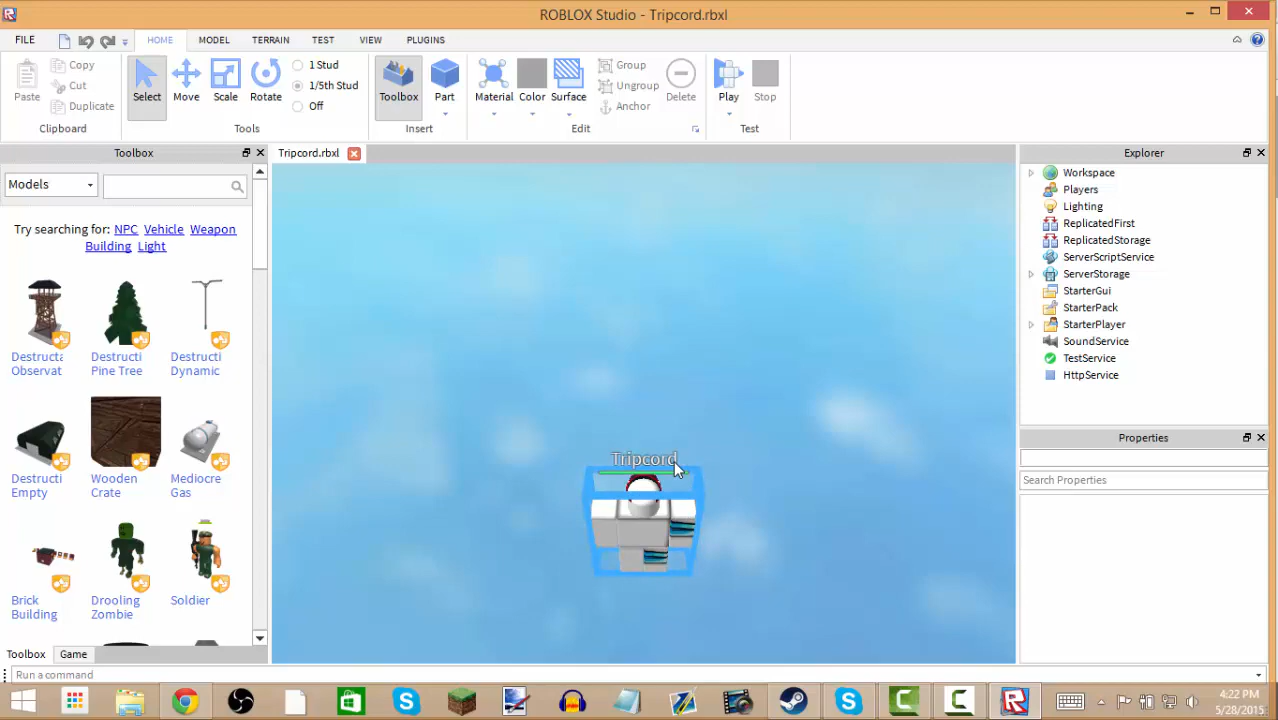 ROBLOX Studio - Tripcord.rbxl
FILE HOME MODEL TERRAIN TEST VIEW PLUGINS
Paste
Copy
Cut
Duplicate
Clipboard
Select Move Scale Rotate
1 Stud
1/5th Stud
Off
Tools
Toolbox Part
Insert
Material Color Surface
Group
Ungroup
Anchor
Delete
Edit
Play Stop
Test
Toolbox
Models
Try searching for: NPC Vehicle Weapon
Building Light
Destructa
Observat
Destructi
Pine Tree
Destructi
Dynamic
Destructi
Empty
Wooden
Crate
Mediocre
Gas
Brick
Building
Drooling
Zombie
Soldier
Toolbox Game
Tripcord.rbxl
Tripcord
Explorer
Workspace
Players
Lighting
ReplicatedFirst
ReplicatedStorage
ServerScriptService
ServerStorage
StarterGui
StarterPack
StarterPlayer
SoundService
TestService
HttpService
Properties
Search Properties
Run a command
4:22 PM
5/28/2015